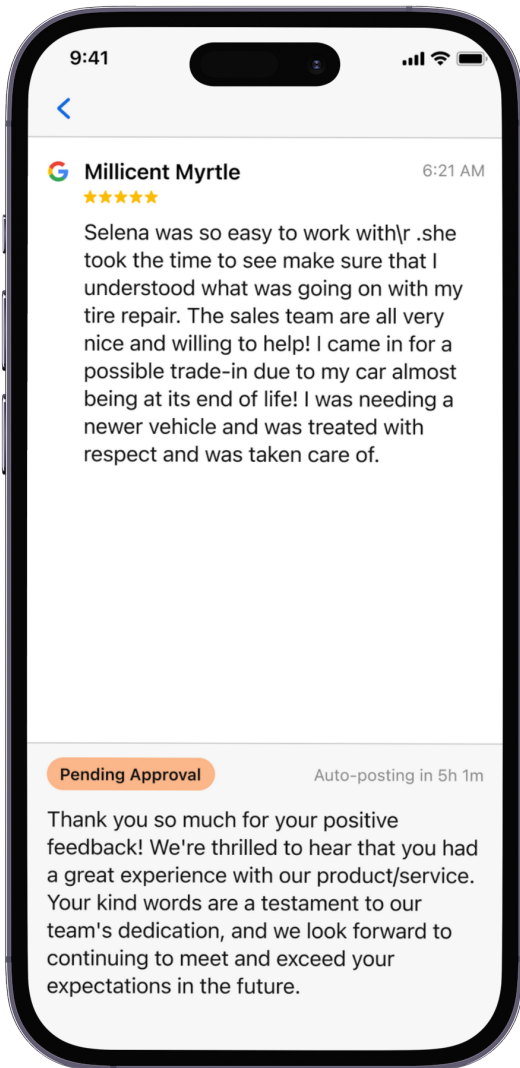 9:41
Millicent Myrtle
6:21 AM
Selena was so easy to work with\r .she
took the time to see make sure that I
understood what was going on with my
tire repair. The sales team are all very
nice and willing to help! I came in for a
possible trade-in due to my car almost
being at its end of life! I was needing a
newer vehicle and was treated with
respect and was taken care of.
Pending Approval
Auto-posting in 5h 1m
Thank you so much for your positive
feedback! We're thrilled to hear that you had
a great experience with our product/service.
Your kind words are a testament to our
team's dedication, and we look forward to
continuing to meet and exceed your
expectations in the future.